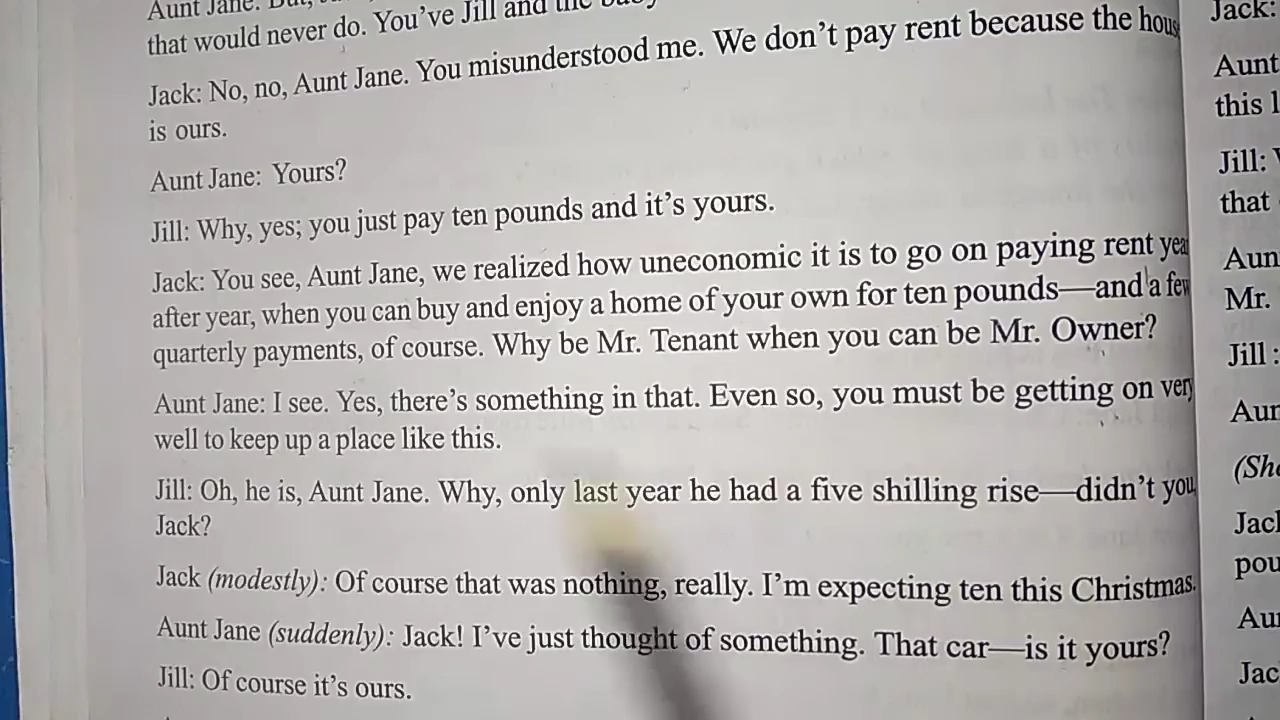 Aunt Jane: But,
that would never do. You've Jill and the baby
Jack: No, no, Aunt Jane. You misunderstood me. We don't pay rent because the hous
is ours.
Aunt Jane: Yours?
Jill: Why, yes; you just pay ten pounds and it's yours.
Jack: You see, Aunt Jane, we realized how uneconomic it is to go on paying rent yea
after year, when you can buy and enjoy a home of your own for ten pounds—and a few
quarterly payments, of course. Why be Mr. Tenant when you can be Mr. Owner?
Aunt Jane: I see. Yes, there's something in that. Even so, you must be getting on very
well to keep up a place like this.
Jill: Oh, he is, Aunt Jane. Why, only last year he had a five shilling rise—didn't you,
Jack?
Jack (modestly): Of course that was nothing, really. I'm expecting ten this Christmas.
Aunt Jane (suddenly): Jack! I've just thought of something. That car—is it yours?
Jill: Of course it's ours.
Jack:
Aunt
this l
Jill:
that
Aun
Mr.
Jill :
Aun
(She
Jack
pou
Au
Jac